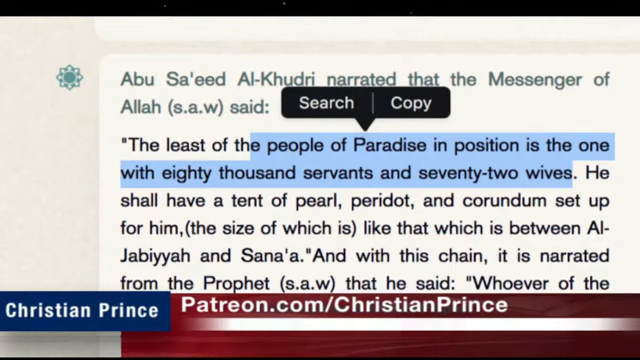 Abu Sa'eed Al-Khudri narrated that the Messenger of
Allah (s.a.w) said:
Search
Copy
"The least of the people of Paradise in position is the one
with eighty thousand servants and seventy-two wives. He
shall have a tent of pearl, peridot, and corundum set up
for him,(the size of which is) like that which is between Al-
Jabiyyah and Sana'a."And with this chain, it is narrated
from the Prophet (s.a.w) that he said: "Whoever of the
Christian Prince
Patreon.com/ChristianPrince